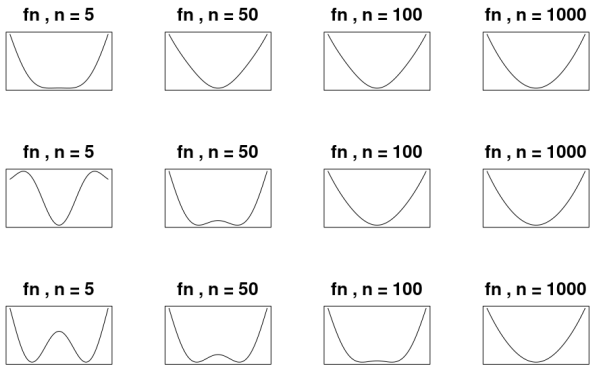 fn , n = 5 fn , n = 50 fn , n = 100 fn , n = 1000
fn , n = 5 fn , n = 50 fn , n = 100 fn , n = 1000
fn , n = 5 fn , n = 50 fn , n = 100 fn , n = 1000